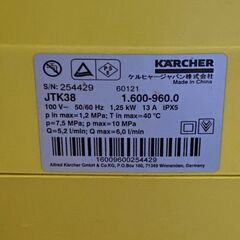 KÄRCHER
ケルヒャージャパン株式会社
Made in China
S/N: 254429 60121
JTK38 1.600-960.0
100 V~ 50/60 Hz 1,25 kW 13 A IPX5
p in max=1,2 MPa; T in max=40 °C
p=7,5 MPa; p max=10 MPa
Q=5,2 l/min; Q max=6,0 l/min
Alfred Kärcher GmbH & Co.KG, P.O.Box 160, 71349 Winnenden, Germany
16009600254429